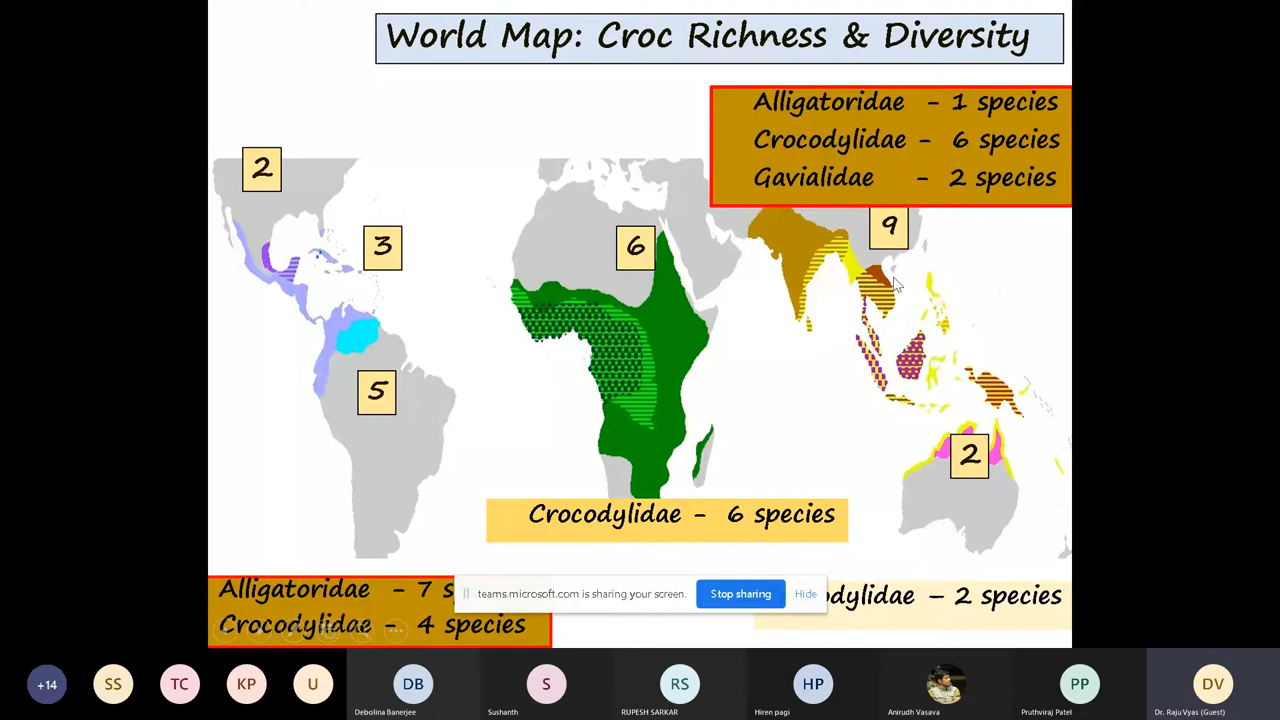 World Map: Croc Richness & Diversity
Alligatoridae - 1 species
Crocodylidae - 6 species
Gavialidae - 2 species
2
3
6
9
5
2
Crocodylidae - 6 species
Alligatoridae - 7
Crocodylidae - 4 species
– 2 species
teams.microsoft.com is sharing your screen.
Stop sharing
Hide
+14
SS
TC
KP
U
DB
S
RS
HP
PP
DV
Debolina Banerjee
Sushanth
RUPESH SARKAR
Hiren pagi
Anirudh Vasava
Pruthviraj Patel
Dr. Raju Vyas (Guest)